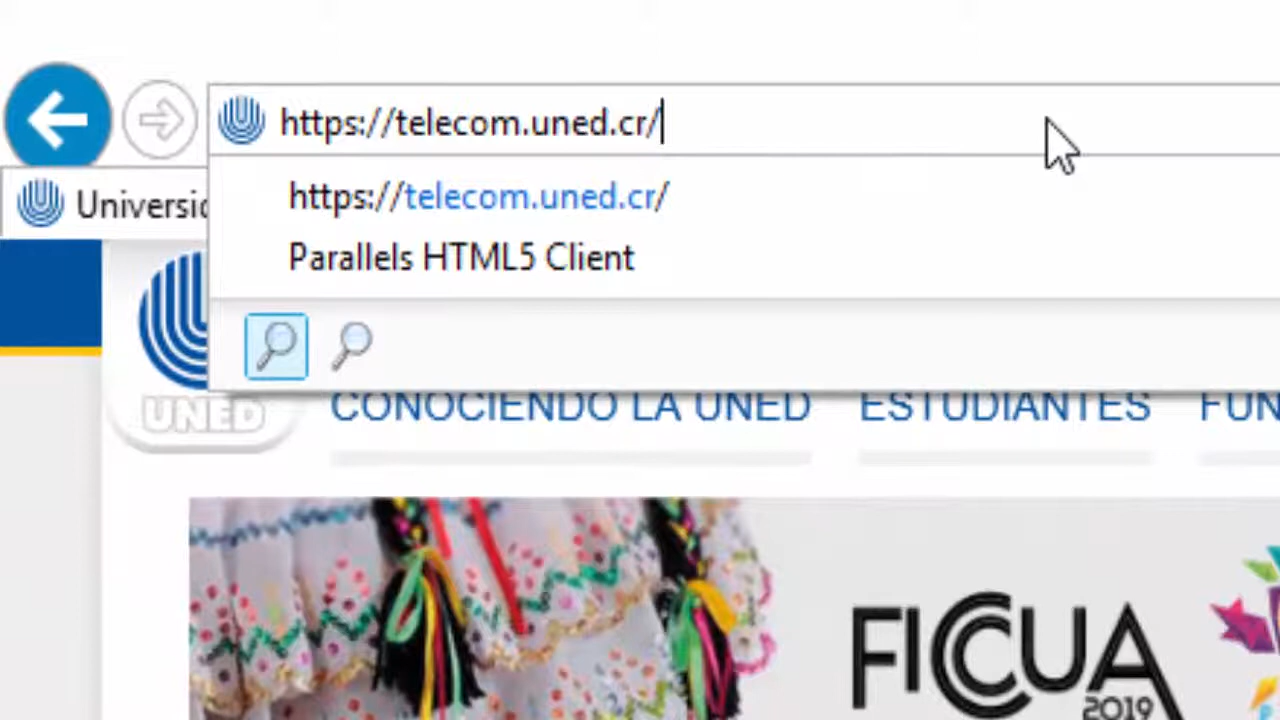 https://telecom.uned.cr/
https://telecom.uned.cr/
Universid
Parallels HTML5 Client
UNED
CONOCIENDO LA UNED ESTUDIANTES FUN
FICCUA
2019